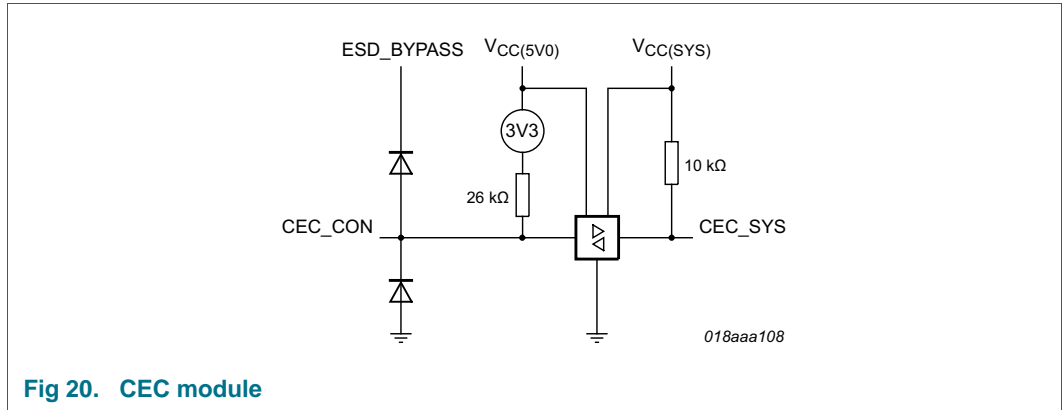 ESD_BYPASS
VCC(5V0)
VCC(SYS)
3V3
10 kΩ
26 kΩ
CEC_CON
CEC_SYS
018aaa108
Fig 20. CEC module